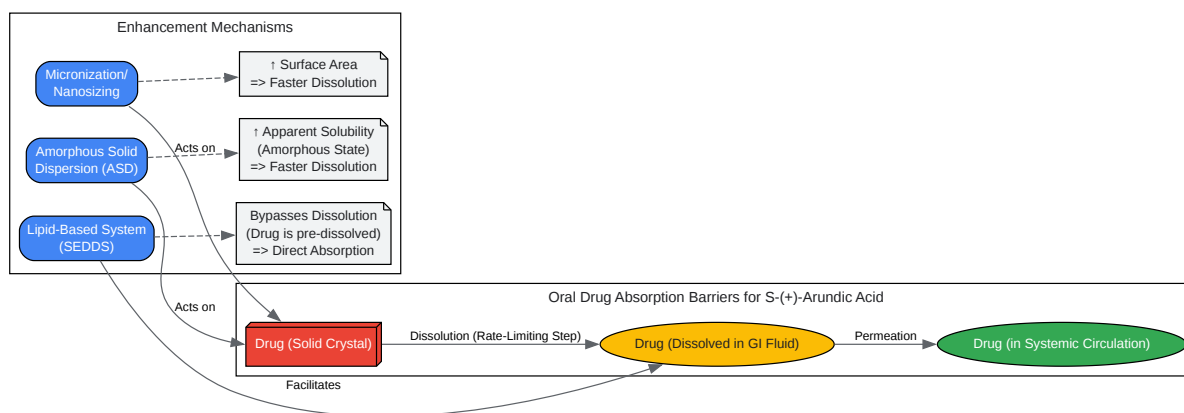 Enhancement Mechanisms
Micronization/
Nanosizing
↑ Surface Area
=> Faster Dissolution
Acts on
Amorphous Solid
Dispersion (ASD)
↑ Apparent Solubility
(Amorphous State)
=> Faster Dissolution
Lipid-Based System
(SEDDS)
Bypasses Dissolution
(Drug is pre-dissolved)
=> Direct Absorption
Acts on
Oral Drug Absorption Barriers for S-(+)-Arundic Acid
Drug (Solid Crystal)
Dissolution (Rate-Limiting Step)
Drug (Dissolved in GI Fluid)
Permeation
Drug (in Systemic Circulation)
Facilitates